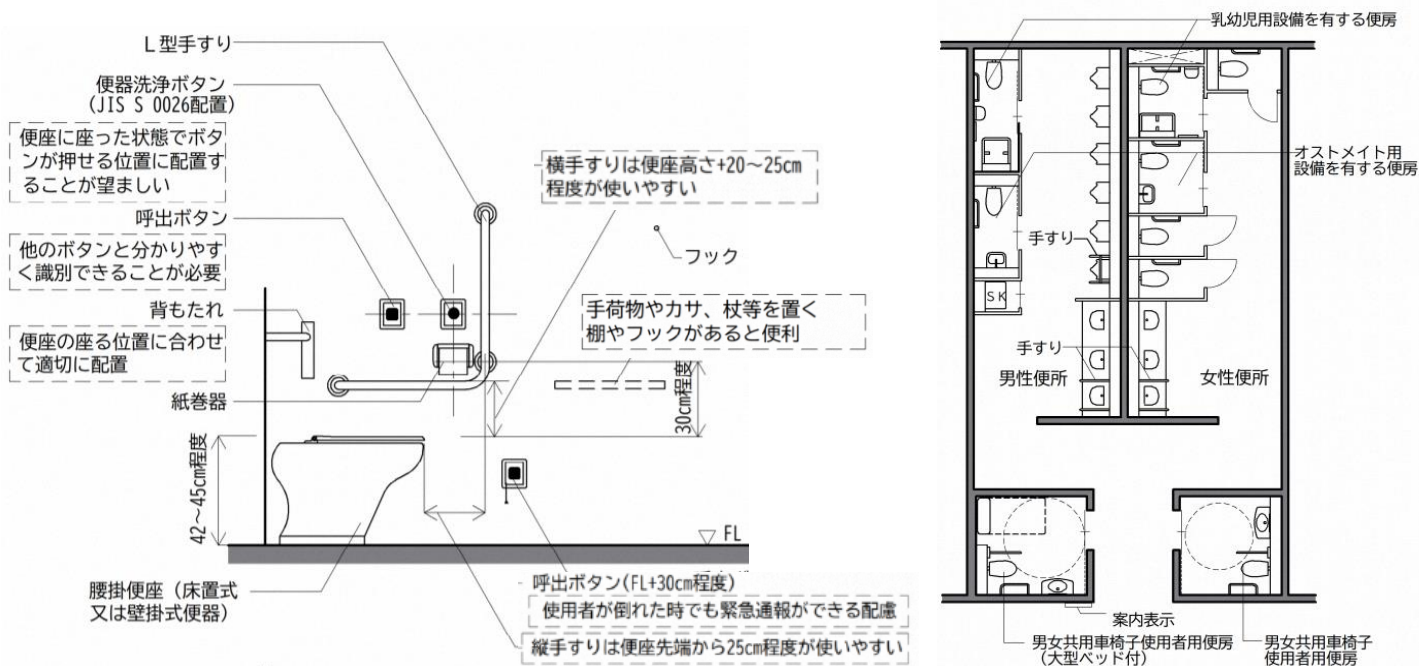 L型手すり
便器洗浄ボタン
(JIS S 0026配置)
便座に座った状態でボタ
ンが押せる位置に配置す
ることが望ましい
呼出ボタン
他のボタンと分かりやす
く識別できることが必要
背もたれ
便座の座る位置に合わせ
て適切に配置
紙巻器
42～45cm程度
腰掛便座（床置式
又は壁掛式便器）
横手すりは便座高さ+20～25cm
程度が使いやすい
フック
手荷物やカサ、杖等を置く
棚やフックがあると便利
30cm程度
FL
呼出ボタン(FL+30cm程度)
使用者が倒れた時でも緊急通報ができる配慮
縦手すりは便座先端から25cm程度が使いやすい
乳幼児用設備を有する便房
オストメイト用
設備を有する便房
手すり
SK
手すり
男性便所
女性便所
案内表示
男女共用車椅子使用者用便房
（大型ベッド付）
男女共用車椅子
使用者用便房